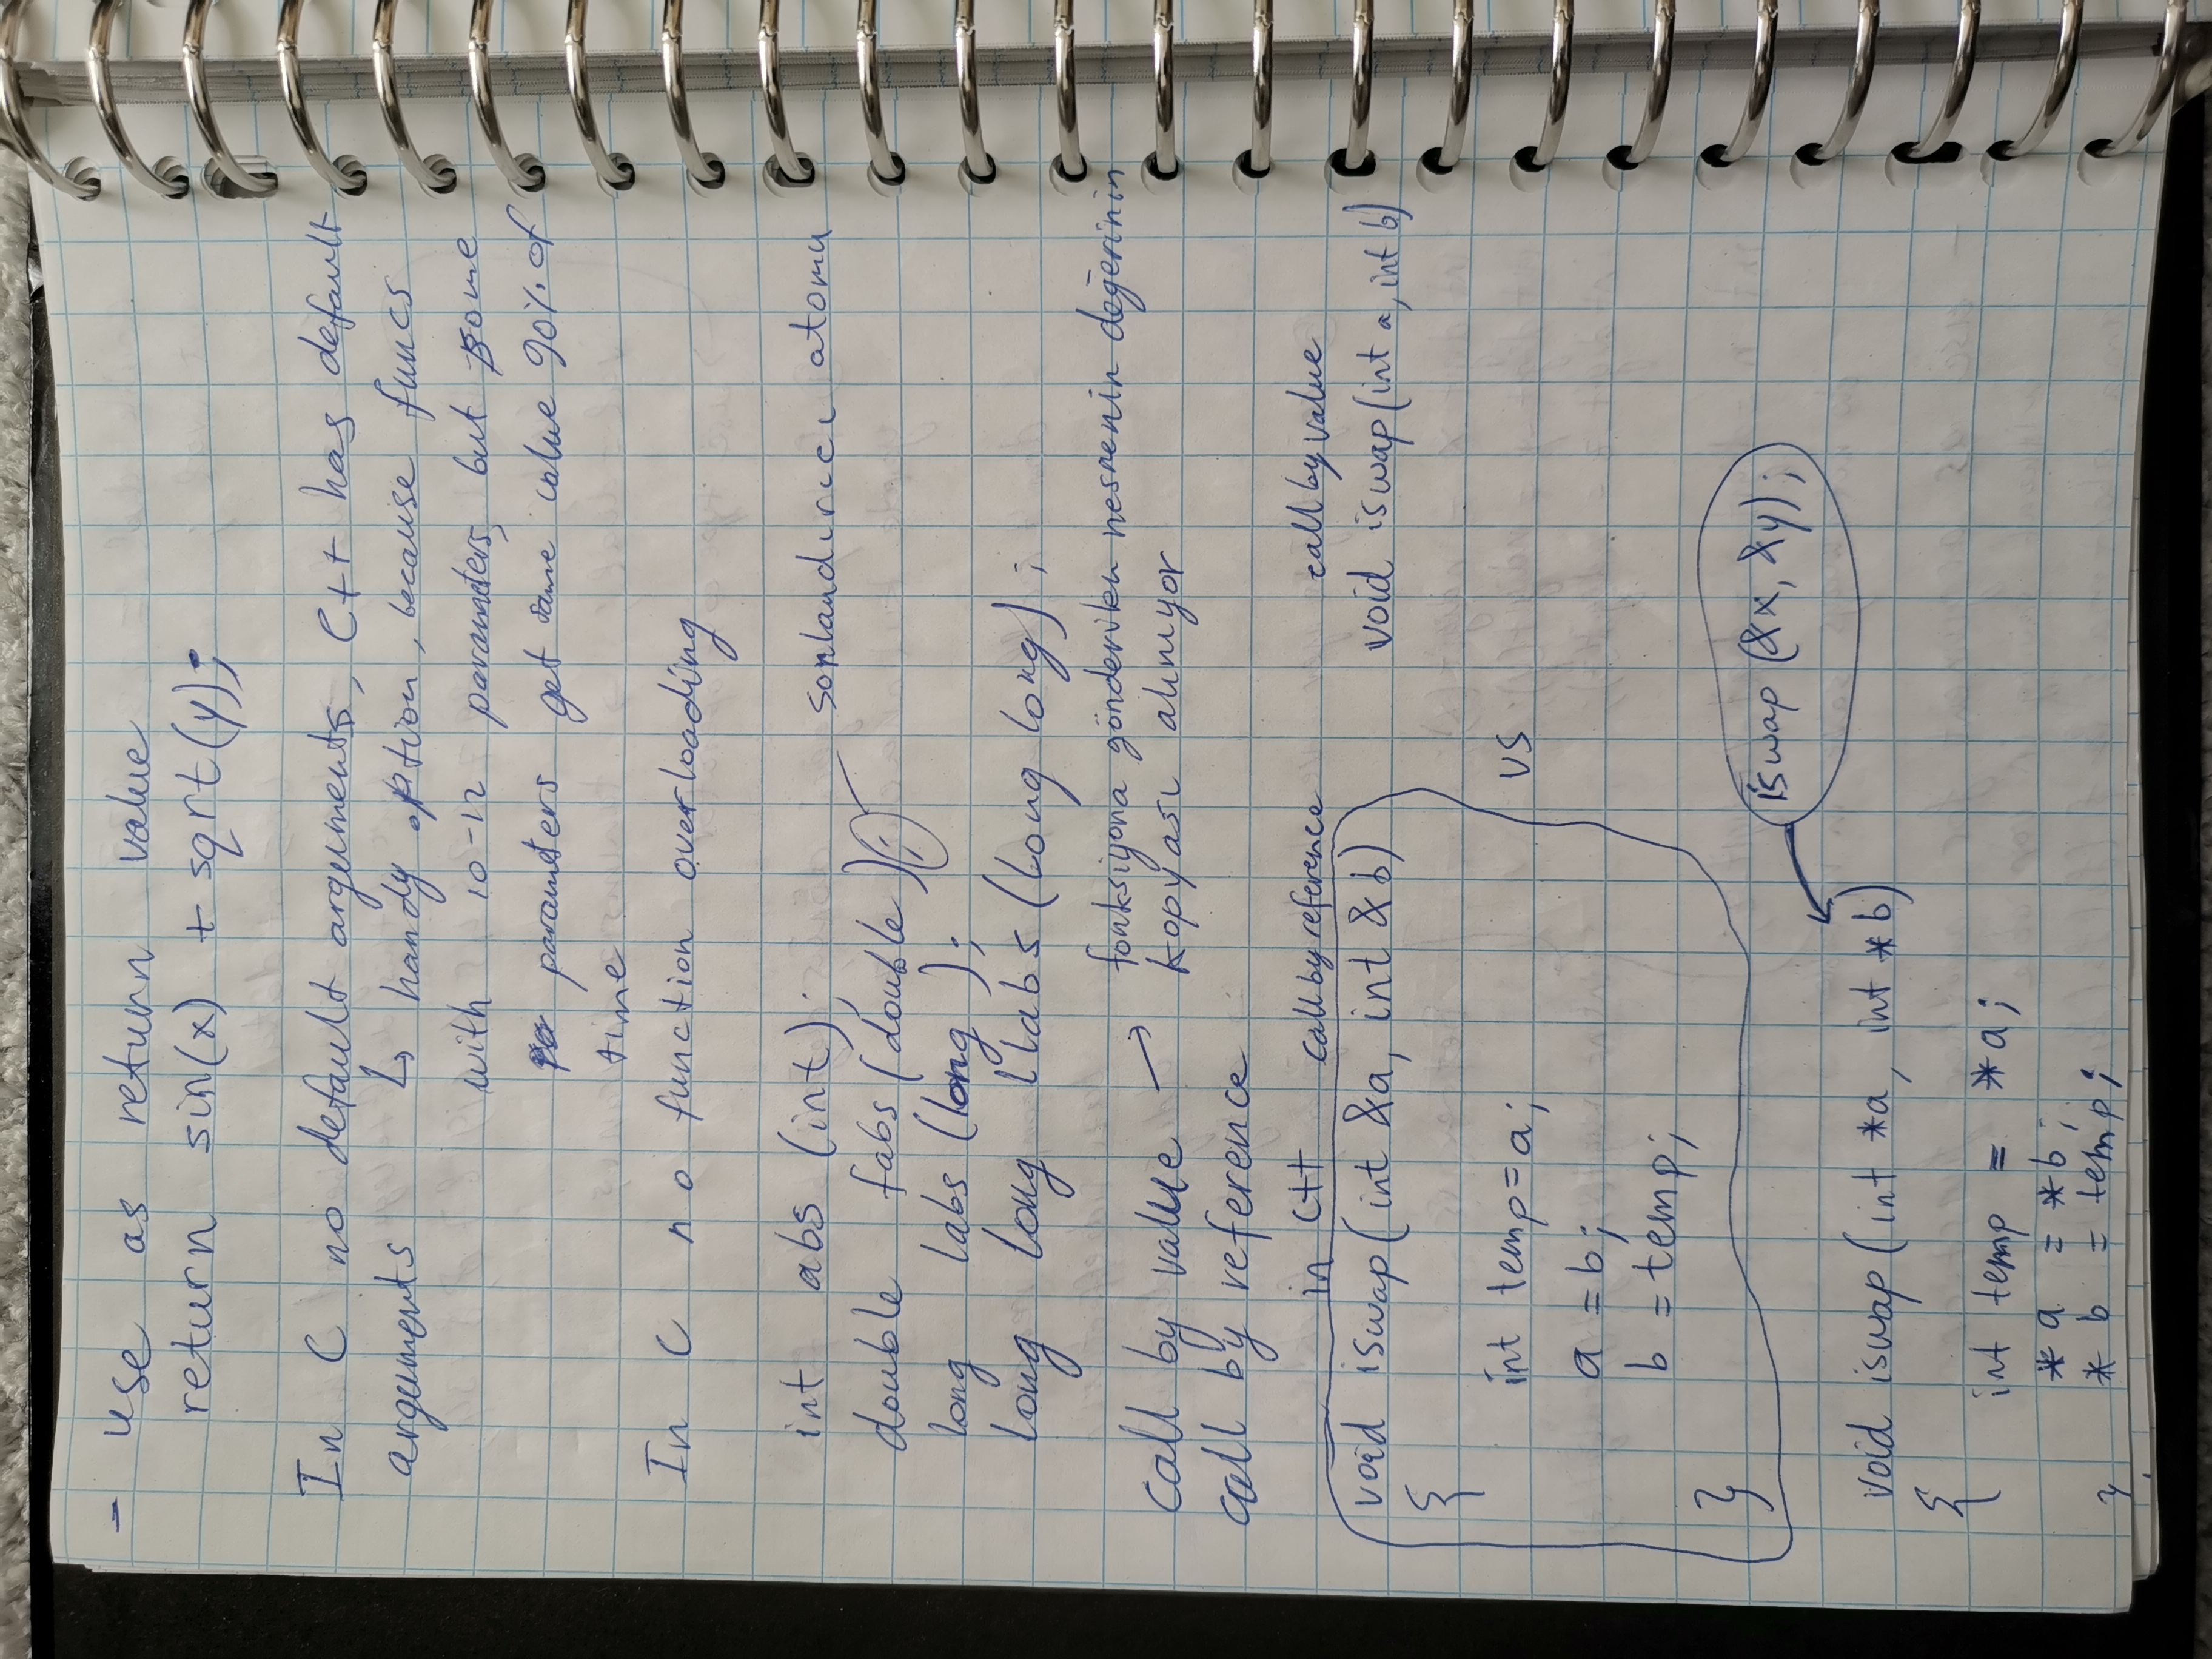 - use as return value
return sin(x) + sqrt(y);
In C no default arguments, C++ has default
arguments ↳ handy option, because funcs
with 10-12 parameters, but some
parameters get same value 90% of
time
In C no function overloading
int abs (int);
sonlandırıcı atomu
double fabs (double);
long labs (long );
long long llabs (long long);
fonksiyona gönderilen nesnenin değerinin
call by value → kopyası alınıyor
call by reference
in C++ call by reference call by value
void iswap(int &a, int &b) void iswap(int a, int b)
{
int temp=a;
vs
a = b;
b = temp;
}
iswap (&x, &y);
void iswap (int *a, int *b)
{
int temp = *a;
* a = *b;
* b = temp;
}